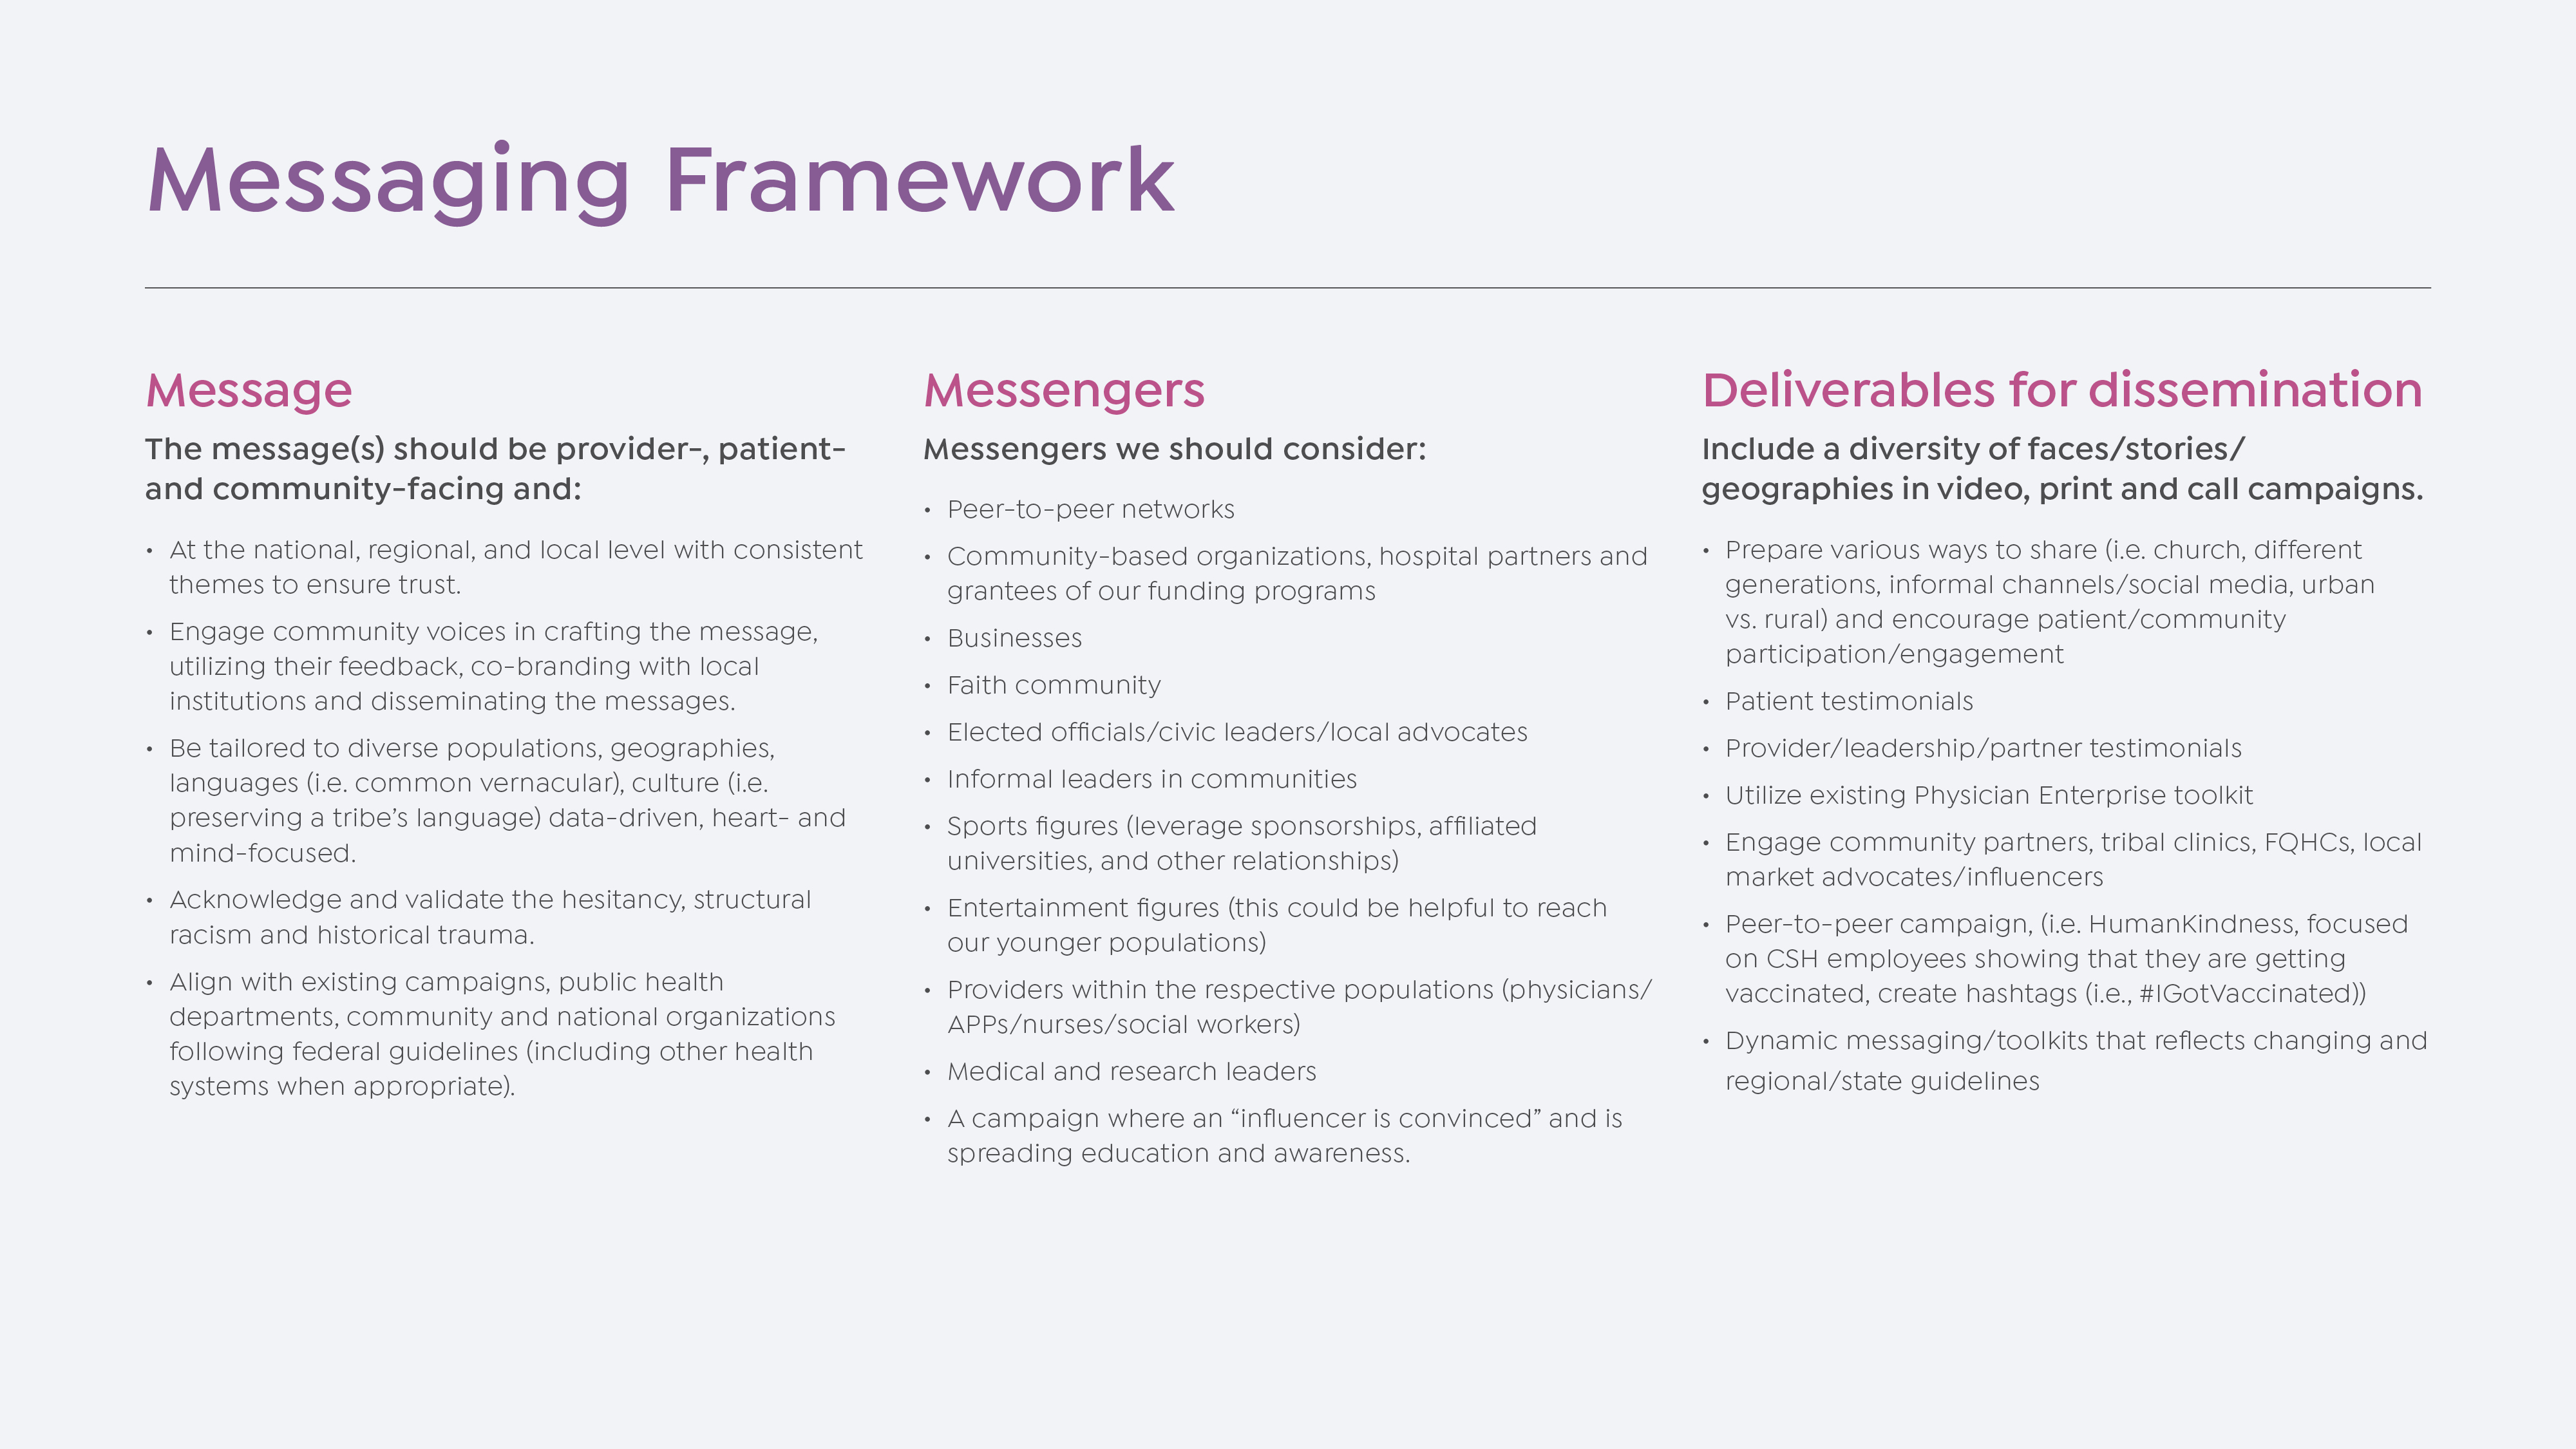 Messaging Framework
Message
The message(s) should be provider-, patient-
and community-facing and:
• At the national, regional, and local level with consistent
themes to ensure trust.
• Engage community voices in crafting the message,
utilizing their feedback, co-branding with local
institutions and disseminating the messages.
• Be tailored to diverse populations, geographies,
languages (i.e. common vernacular), culture (i.e.
preserving a tribe’s language) data-driven, heart- and
mind-focused.
• Acknowledge and validate the hesitancy, structural
racism and historical trauma.
• Align with existing campaigns, public health
departments, community and national organizations
following federal guidelines (including other health
systems when appropriate).
Messengers
Messengers we should consider:
• Peer-to-peer networks
• Community-based organizations, hospital partners and
grantees of our funding programs
• Businesses
• Faith community
• Elected officials/civic leaders/local advocates
• Informal leaders in communities
• Sports figures (leverage sponsorships, affiliated
universities, and other relationships)
• Entertainment figures (this could be helpful to reach
our younger populations)
• Providers within the respective populations (physicians/
APPs/nurses/social workers)
• Medical and research leaders
• A campaign where an “influencer is convinced” and is
spreading education and awareness.
Deliverables for dissemination
Include a diversity of faces/stories/
geographies in video, print and call campaigns.
• Prepare various ways to share (i.e. church, different
generations, informal channels/social media, urban
vs. rural) and encourage patient/community
participation/engagement
• Patient testimonials
• Provider/leadership/partner testimonials
• Utilize existing Physician Enterprise toolkit
• Engage community partners, tribal clinics, FQHCs, local
market advocates/influencers
• Peer-to-peer campaign, (i.e. HumanKindness, focused
on CSH employees showing that they are getting
vaccinated, create hashtags (i.e., #IGotVaccinated))
• Dynamic messaging/toolkits that reflects changing and
regional/state guidelines